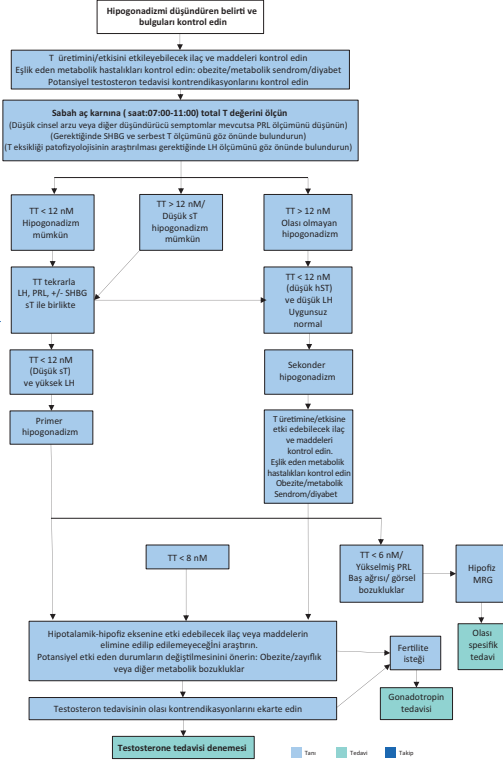 Hipogonadizmi düşündüren belirti ve
bulguları kontrol edin
T üretimini/etkisini etkileyebilecek ilaç ve maddeleri kontrol edin
Eşlik eden metabolik hastalıkları kontrol edin: obezite/metabolik sendrom/diyabet
Potansiyel testosteron tedavisi kontrendikasyonlarını kontrol edin
Sabah aç karnına ( saat:07:00-11:00) total T değerini ölçün
(Düşük cinsel arzu veya diğer düşündürücü semptomlar mevcutsa PRL ölçümünü düşünün)
(Gerektiğinde SHBG ve serbest T ölçümünü göz önünde bulundurun)
(T eksikliği patofizyolojisinin araştırılması gerektiğinde LH ölçümünü göz önünde bulundurun)
TT < 12 nM
Hipogonadizm
mümkün
TT > 12 nM/
Düşük sT
hipogonadizm
mümkün
TT > 12 nM
Olası olmayan
hipogonadizm
TT tekrarla
LH, PRL, +/- SHBG
sT ile birlikte
TT < 12 nM
(düşük hST)
ve düşük LH
Uygunsuz
normal
TT < 12 nM
(Düşük sT)
ve yüksek LH
Sekonder
hipogonadizm
Primer
hipogonadizm
T üretimine/etkisine
etki edebilecek ilaç
ve maddeleri
kontrol edin.
Eşlik eden metabolik
hastalıkları kontrol edin
Obezite/metabolik
Sendrom/diyabet
TT < 8 nM
TT < 6 nM/
Yükselmiş PRL
Baş ağrısı/ görsel
bozukluklar
Hipofiz
MRG
Hipotalamik-hipofiz eksenine etki edebilecek ilaç veya maddelerin
elimine edilip edilemeyeceğini araştırın.
Potansiyel etki eden durumların değiştilmesinini önerin: Obezite/zayıflık
veya diğer metabolik bozukluklar
Fertilite
isteği
Olası
spesifik
tedavi
Testosteron tedavisinin olası kontrendikasyonlarını ekarte edin
Gonadotropin
tedavisi
Testosterone tedavisi denemesi
Tanı
Tedavi
Takip